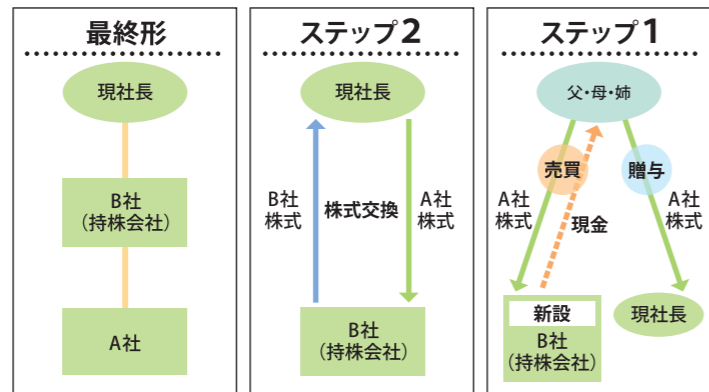 ステップ1
父・母・姉
売買
贈与
A社
株式
現金
A社
株式
新設
B社
(持株会社)
現社長
ステップ2
現社長
B社
株式
株式交換
A社
株式
B社
(持株会社)
最終形
現社長
B社
(持株会社)
A社